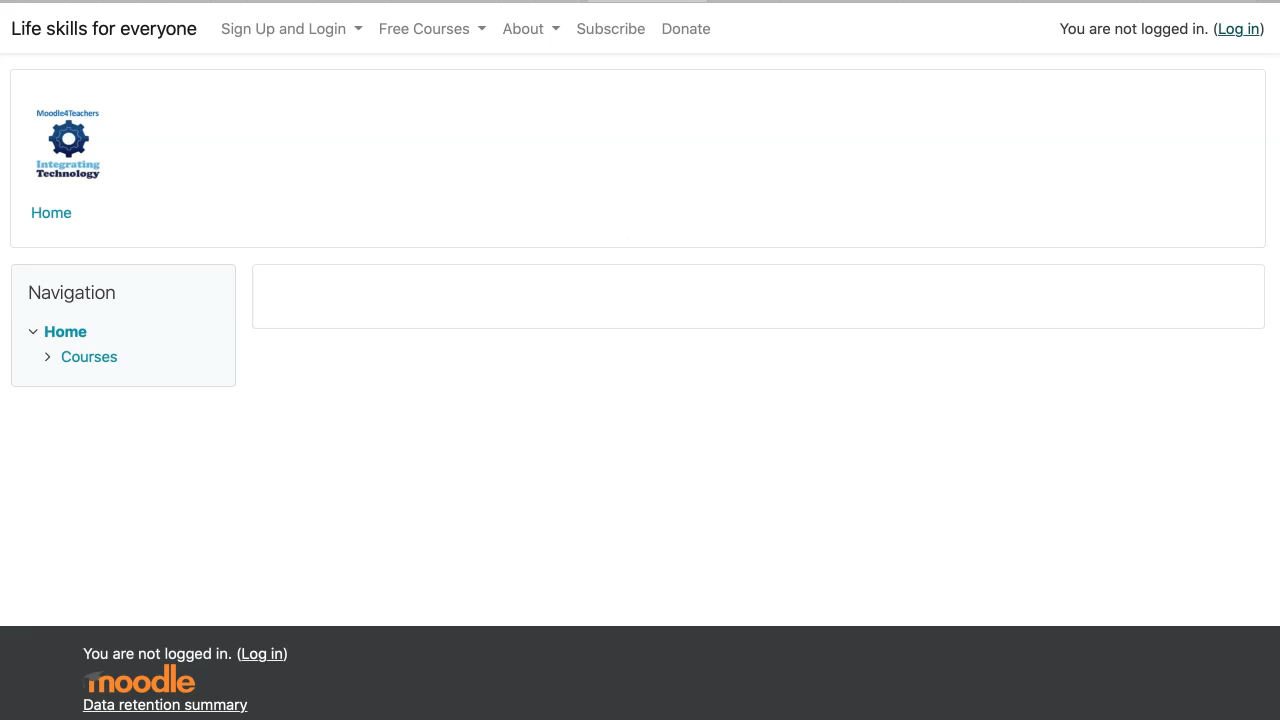 Life skills for everyone Sign Up and Login Free Courses About Subscribe Donate You are not logged in. (Log in)
Moodle4Teachers
Integrating
Technology
Home
Navigation
Home
Courses
You are not logged in. (Log in)
moodle
Data retention summary